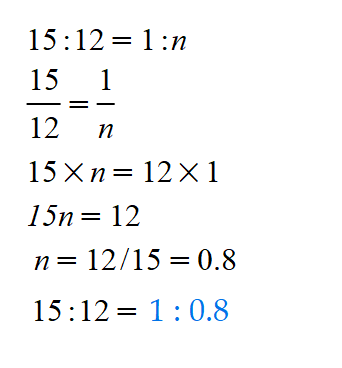 15:12 = 1:n
15/12 = 1/n
15 × n = 12 × 1
15n = 12
n = 12/15 = 0.8
15:12 = 1 : 0.8